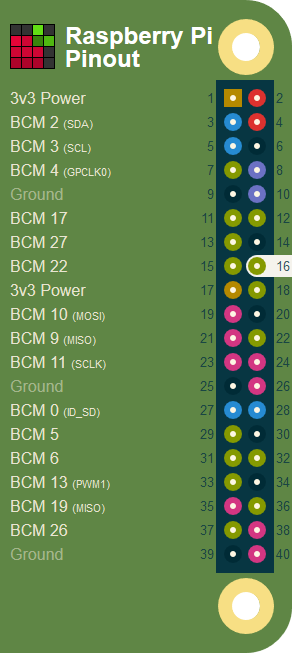 Raspberry Pi
Pinout
3v3 Power 1 2
BCM 2 (SDA) 3 4
BCM 3 (SCL) 5 6
BCM 4 (GPCLK0) 7 8
Ground 9 10
BCM 17 11 12
BCM 27 13 14
BCM 22 15 16
3v3 Power 17 18
BCM 10 (MOSI) 19 20
BCM 9 (MISO) 21 22
BCM 11 (SCLK) 23 24
Ground 25 26
BCM 0 (ID_SD) 27 28
BCM 5 29 30
BCM 6 31 32
BCM 13 (PWM1) 33 34
BCM 19 (MISO) 35 36
BCM 26 37 38
Ground 39 40